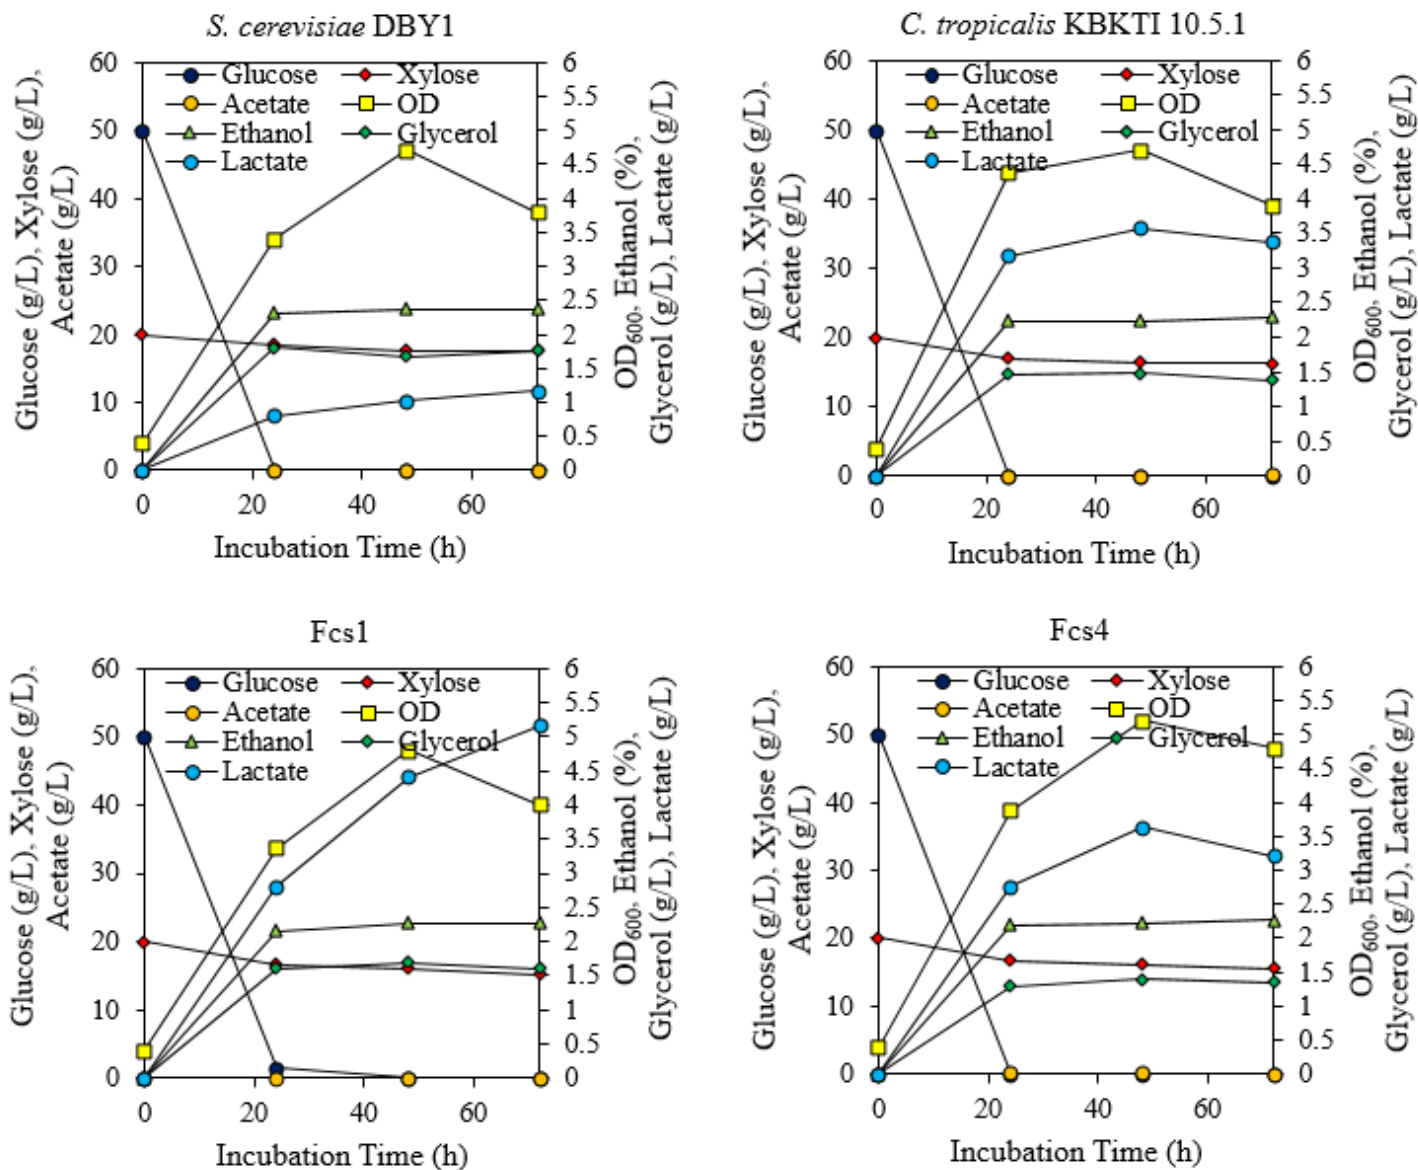 S. cerevisiae DBY1
Glucose (g/L), Xylose (g/L),
Acetate (g/L)
60
50
40
30
20
10
0
Glucose
Xylose
Acetate
OD
Ethanol
Glycerol
Lactate
6
5.5
5
4.5
4
3.5
3
2.5
2
1.5
1
0.5
0
OD600, Ethanol (%),
Glycerol (g/L), Lactate (g/L)
0
20
40
60
Incubation Time (h)
C. tropicalis KBKTI 10.5.1
Glucose (g/L), Xylose (g/L),
Acetate (g/L)
60
50
40
30
20
10
0
Glucose
Xylose
Acetate
OD
Ethanol
Glycerol
Lactate
6
5.5
5
4.5
4
3.5
3
2.5
2
1.5
1
0.5
0
OD600, Ethanol (%),
Glycerol (g/L), Lactate (g/L)
0
20
40
60
Incubation Time (h)
Fcs1
Glucose (g/L), Xylose (g/L),
Acetate (g/L)
60
50
40
30
20
10
0
Glucose
Xylose
Acetate
OD
Ethanol
Glycerol
Lactate
6
5.5
5
4.5
4
3.5
3
2.5
2
1.5
1
0.5
0
OD600, Ethanol (%),
Glycerol (g/L), Lactate (g/L)
0
20
40
60
Incubation Time (h)
Fcs4
Glucose (g/L), Xylose (g/L),
Acetate (g/L)
60
50
40
30
20
10
0
Glucose
Xylose
Acetate
OD
Ethanol
Glycerol
Lactate
6
5.5
5
4.5
4
3.5
3
2.5
2
1.5
1
0.5
0
OD600, Ethanol (%),
Glycerol (g/L), Lactate (g/L)
0
20
40
60
Incubation Time (h)